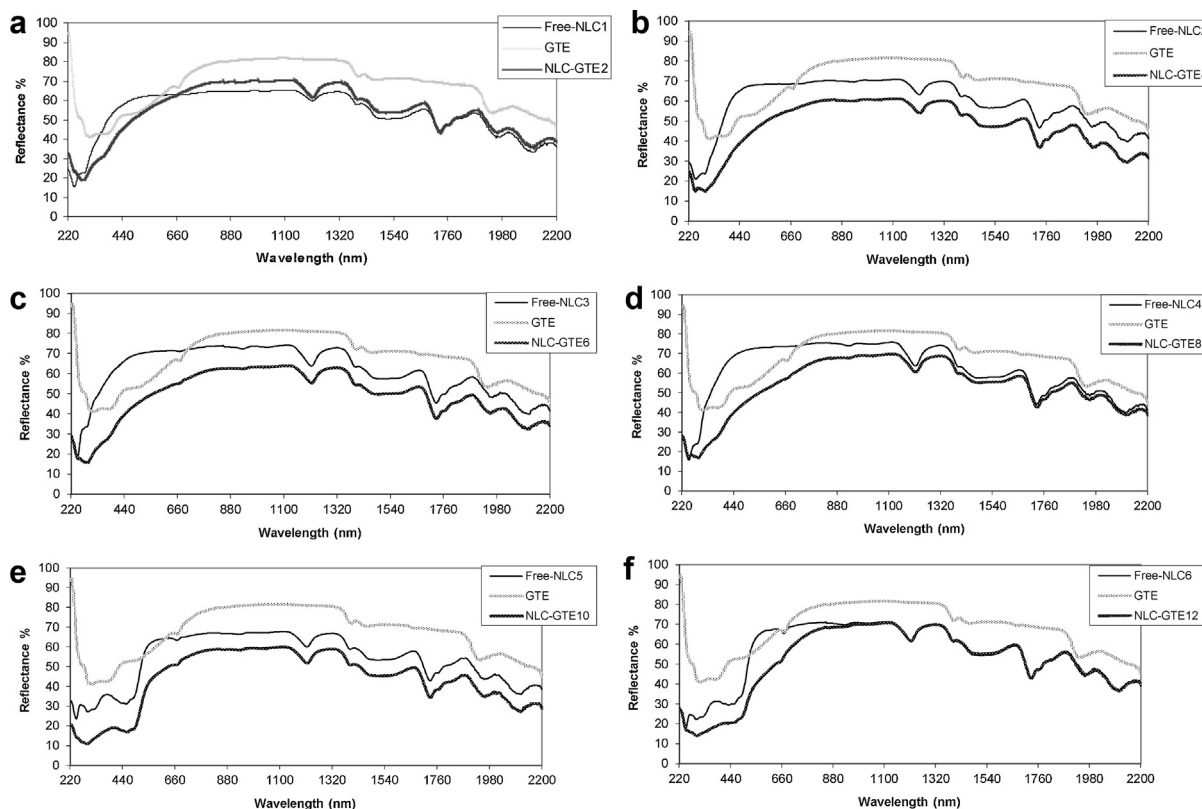 a
Reflectance %
100
90
80
70
60
50
40
30
20
10
0
220 440 660 880 1100 1320 1540 1760 1980 2200
Wavelength (nm)
Free-NLC1
GTE
NLC-GTE2
b
Reflectance %
100
90
80
70
60
50
40
30
20
10
0
220 440 660 880 1100 1320 1540 1760 1980 2200
Wavelength (nm)
Free-NLC2
GTE
NLC-GTE4
c
Reflectance %
100
90
80
70
60
50
40
30
20
10
0
220 440 660 880 1100 1320 1540 1760 1980 2200
Wavelength (nm)
Free-NLC3
GTE
NLC-GTE6
d
Reflectance %
100
90
80
70
60
50
40
30
20
10
0
220 440 660 880 1100 1320 1540 1760 1980 2200
Wavelength (nm)
Free-NLC4
GTE
NLC-GTE8
e
Reflectance %
100
90
80
70
60
50
40
30
20
10
0
220 440 660 880 1100 1320 1540 1760 1980 2200
Wavelength (nm)
Free-NLC5
GTE
NLC-GTE10
f
Reflectance %
100
90
80
70
60
50
40
30
20
10
0
220 440 660 880 1100 1320 1540 1760 1980 2200
Wavelength (nm)
Free-NLC6
GTE
NLC-GTE12